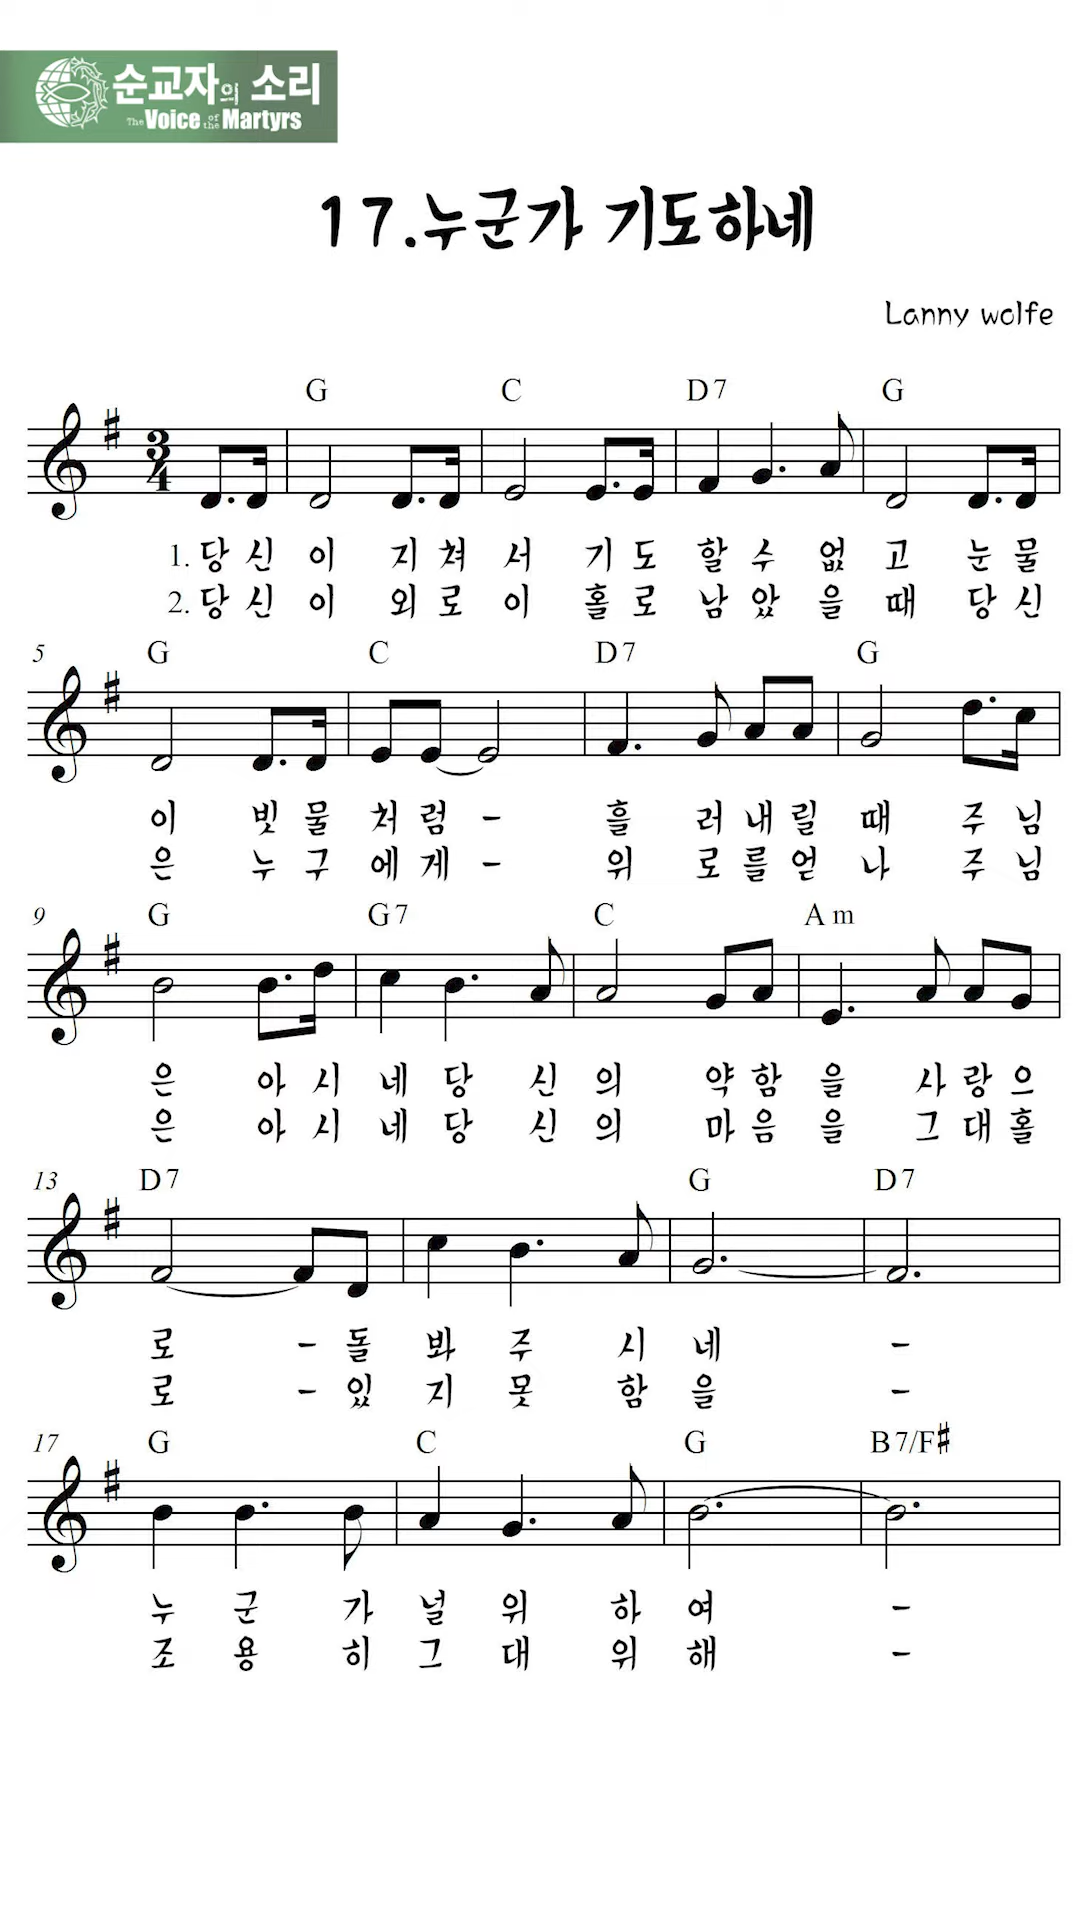 순교자의 소리
The Voice of the Martyrs
17.누군가 기도하네
Lanny wolfe
G C D7 G
3
4
1. 당 신 이 지 쳐 서 기 도 할 수 없 고 눈 물
2. 당 신 이 외 로 이 홀 로 남 았 을 때 당 신
5 G C D7 G
이 빗 물 처 럼 - 흘 러 내 릴 때 주 님
은 누 구 에 게 - 위 로 를 얻 나 주 님
9 G G7 C Am
은 아 시 네 당 신 의 약 함 을 사 랑 으
은 아 시 네 당 신 의 마 음 을 그 대 홀
13 D7 G D7
로 - 돌 봐 주 시 네 -
로 - 있 지 못 함 을 -
17 G C G B7/F♯
누 군 가 널 위 하 여 -
조 용 히 그 대 위 해 -